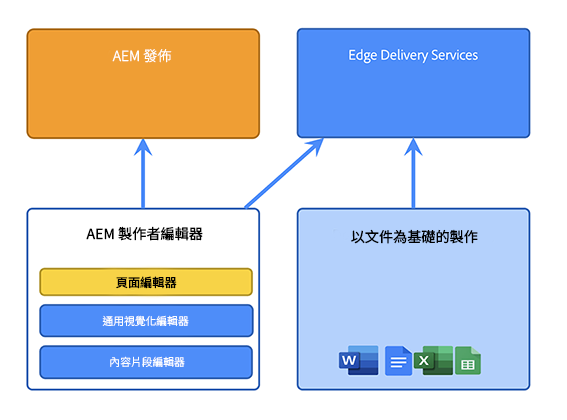 AEM 發佈
Edge Delivery Services
AEM 製作者編輯器
頁面編輯器
通用視覺化編輯器
內容片段編輯器
以文件為基礎的製作
W
X